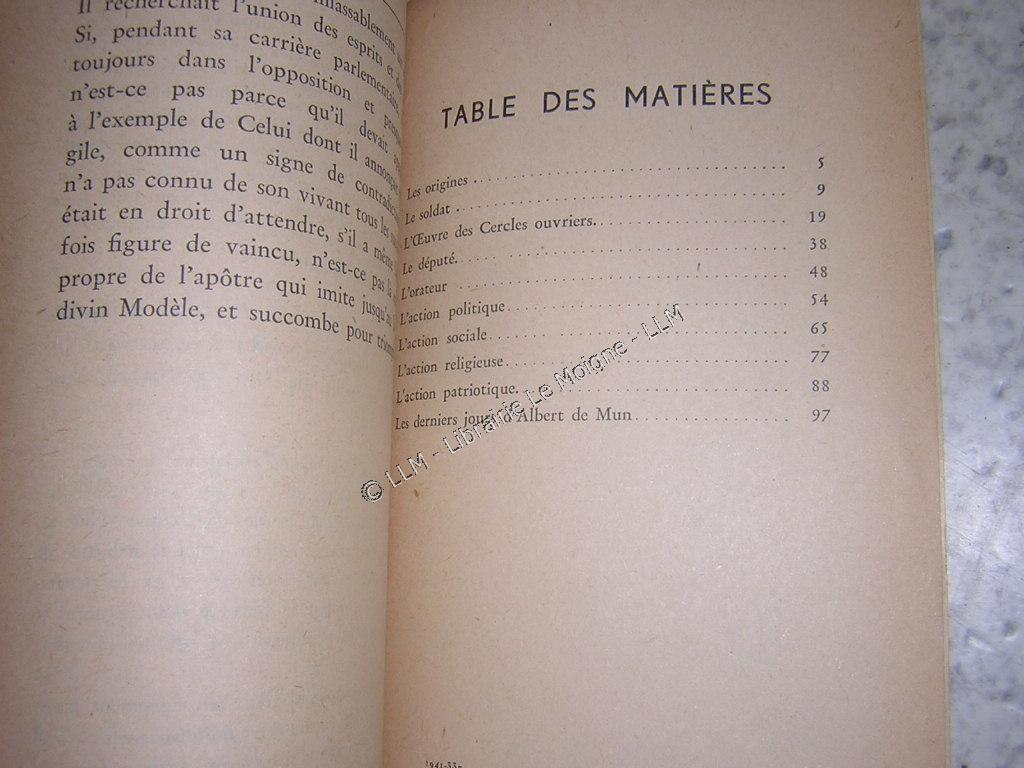 Il recherchait l'union des esprits et
Si, pendant sa carrière parlementaire
toujours dans l'opposition et
n'est-ce pas parce qu'il devait
à l'exemple de Celui dont il
gile, comme un signe de
n'a pas connu de son vivant tous les
était en droit d'attendre, s'il a même
fois figure de vaincu, n'est-ce pas la
propre de l'apôtre qui imite jusqu'au
divin Modèle, et succombe pour
TABLE DES MATIÈRES
Les origines . . . . . . . . . . 5
Le soldat . . . . . . . . . . 9
L'Œuvre des Cercles ouvriers. . . . . . . . . . 19
Le député. . . . . . . . . . 38
L'orateur . . . . . . . . . . 48
L'action politique . . . . . . . . . . 54
L'action sociale . . . . . . . . . . 65
L'action religieuse. . . . . . . . . . 77
L'action patriotique. . . . . . . . . . 88
Les derniers jours d'Albert de Mun . . . . . . . . . . 97
© LLM - Librairie Le Moigne - LLM